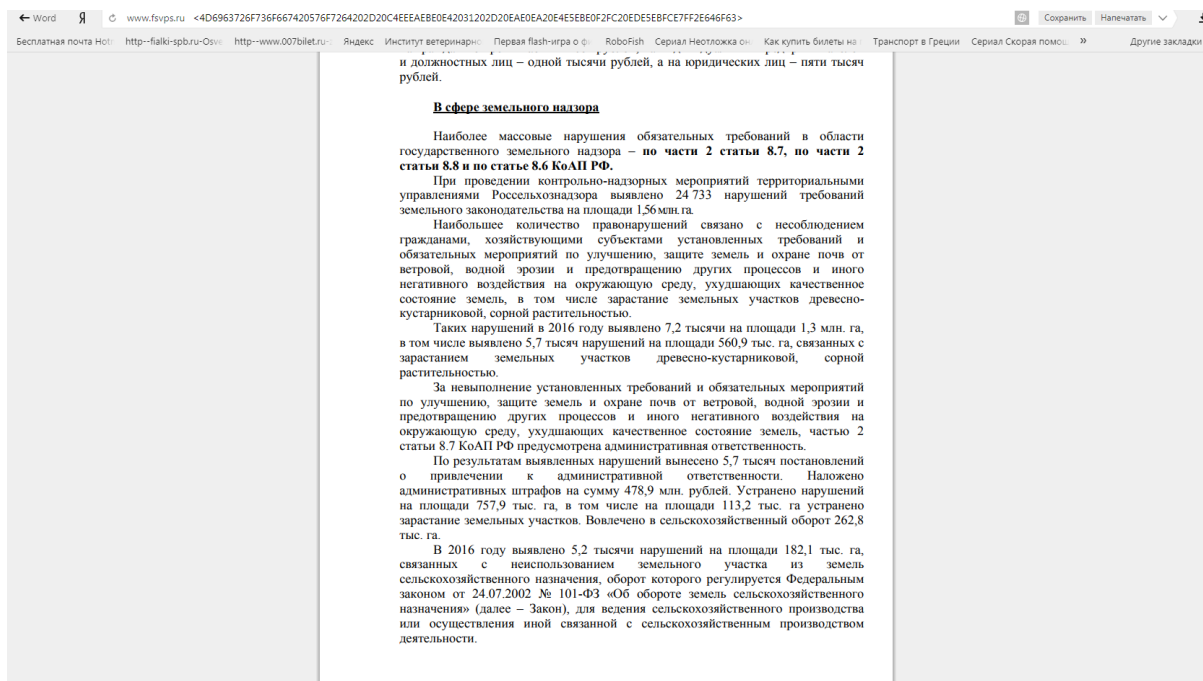 Word
Я
www.fsvps.ru <4D6963726F736F667420576F7264202D20C4EEEAEBE0E42031202D20EAE0EA20E4E5EBE0F2FC20EDE5EBFCE7FF2E646F63>
Сохранить Напечатать
Бесплатная почта Hot http--fialki-spb.ru-Osve http--www.007bilet.ru- Яндекс Институт ветеринарно Первая flash-игра о ф RoboFish Сериал Неотложка он Как купить билеты на Транспорт в Греции Сериал Скорая помощ » Другие закладки
и должностных лиц – одной тысячи рублей, а на юридических лиц – пяти тысяч
рублей.
В сфере земельного надзора
Наиболее массовые нарушения обязательных требований в области
государственного земельного надзора – по части 2 статьи 8.7, по части 2
статьи 8.8 и по статье 8.6 КоАП РФ.
При проведении контрольно-надзорных мероприятий территориальными
управлениями Россельхознадзора выявлено 24 733 нарушений требований
земельного законодательства на площади 1,56 млн. га.
Наибольшее количество правонарушений связано с несоблюдением
гражданами, хозяйствующими субъектами установленных требований и
обязательных мероприятий по улучшению, защите земель и охране почв от
ветровой, водной эрозии и предотвращению других процессов и иного
негативного воздействия на окружающую среду, ухудшающих качественное
состояние земель, в том числе зарастание земельных участков древесно-
кустарниковой, сорной растительностью.
Таких нарушений в 2016 году выявлено 7,2 тысячи на площади 1,3 млн. га,
в том числе выявлено 5,7 тысяч нарушений на площади 560,9 тыс. га, связанных с
зарастанием земельных участков древесно-кустарниковой, сорной
растительностью.
За невыполнение установленных требований и обязательных мероприятий
по улучшению, защите земель и охране почв от ветровой, водной эрозии и
предотвращению других процессов и иного негативного воздействия на
окружающую среду, ухудшающих качественное состояние земель, частью 2
статьи 8.7 КоАП РФ предусмотрена административная ответственность.
По результатам выявленных нарушений вынесено 5,7 тысяч постановлений
о привлечении к административной ответственности. Наложено
административных штрафов на сумму 478,9 млн. рублей. Устранено нарушений
на площади 757,9 тыс. га, в том числе на площади 113,2 тыс. га устранено
зарастание земельных участков. Вовлечено в сельскохозяйственный оборот 262,8
тыс. га.
В 2016 году выявлено 5,2 тысячи нарушений на площади 182,1 тыс. га,
связанных с неиспользованием земельного участка из земель
сельскохозяйственного назначения, оборот которого регулируется Федеральным
законом от 24.07.2002 № 101-ФЗ «Об обороте земель сельскохозяйственного
назначения» (далее – Закон), для ведения сельскохозяйственного производства
или осуществления иной связанной с сельскохозяйственным производством
деятельности.